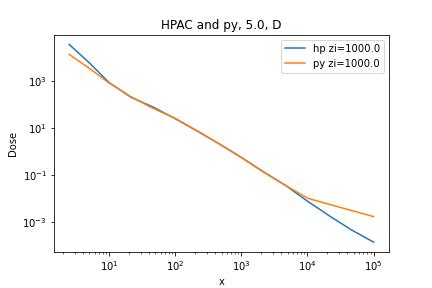 HPAC and py, 5.0, D
hp zi=1000.0
py zi=1000.0
10³
10¹
10⁻¹
10⁻³
Dose
10¹ 10² 10³ 10⁴ 10⁵
x